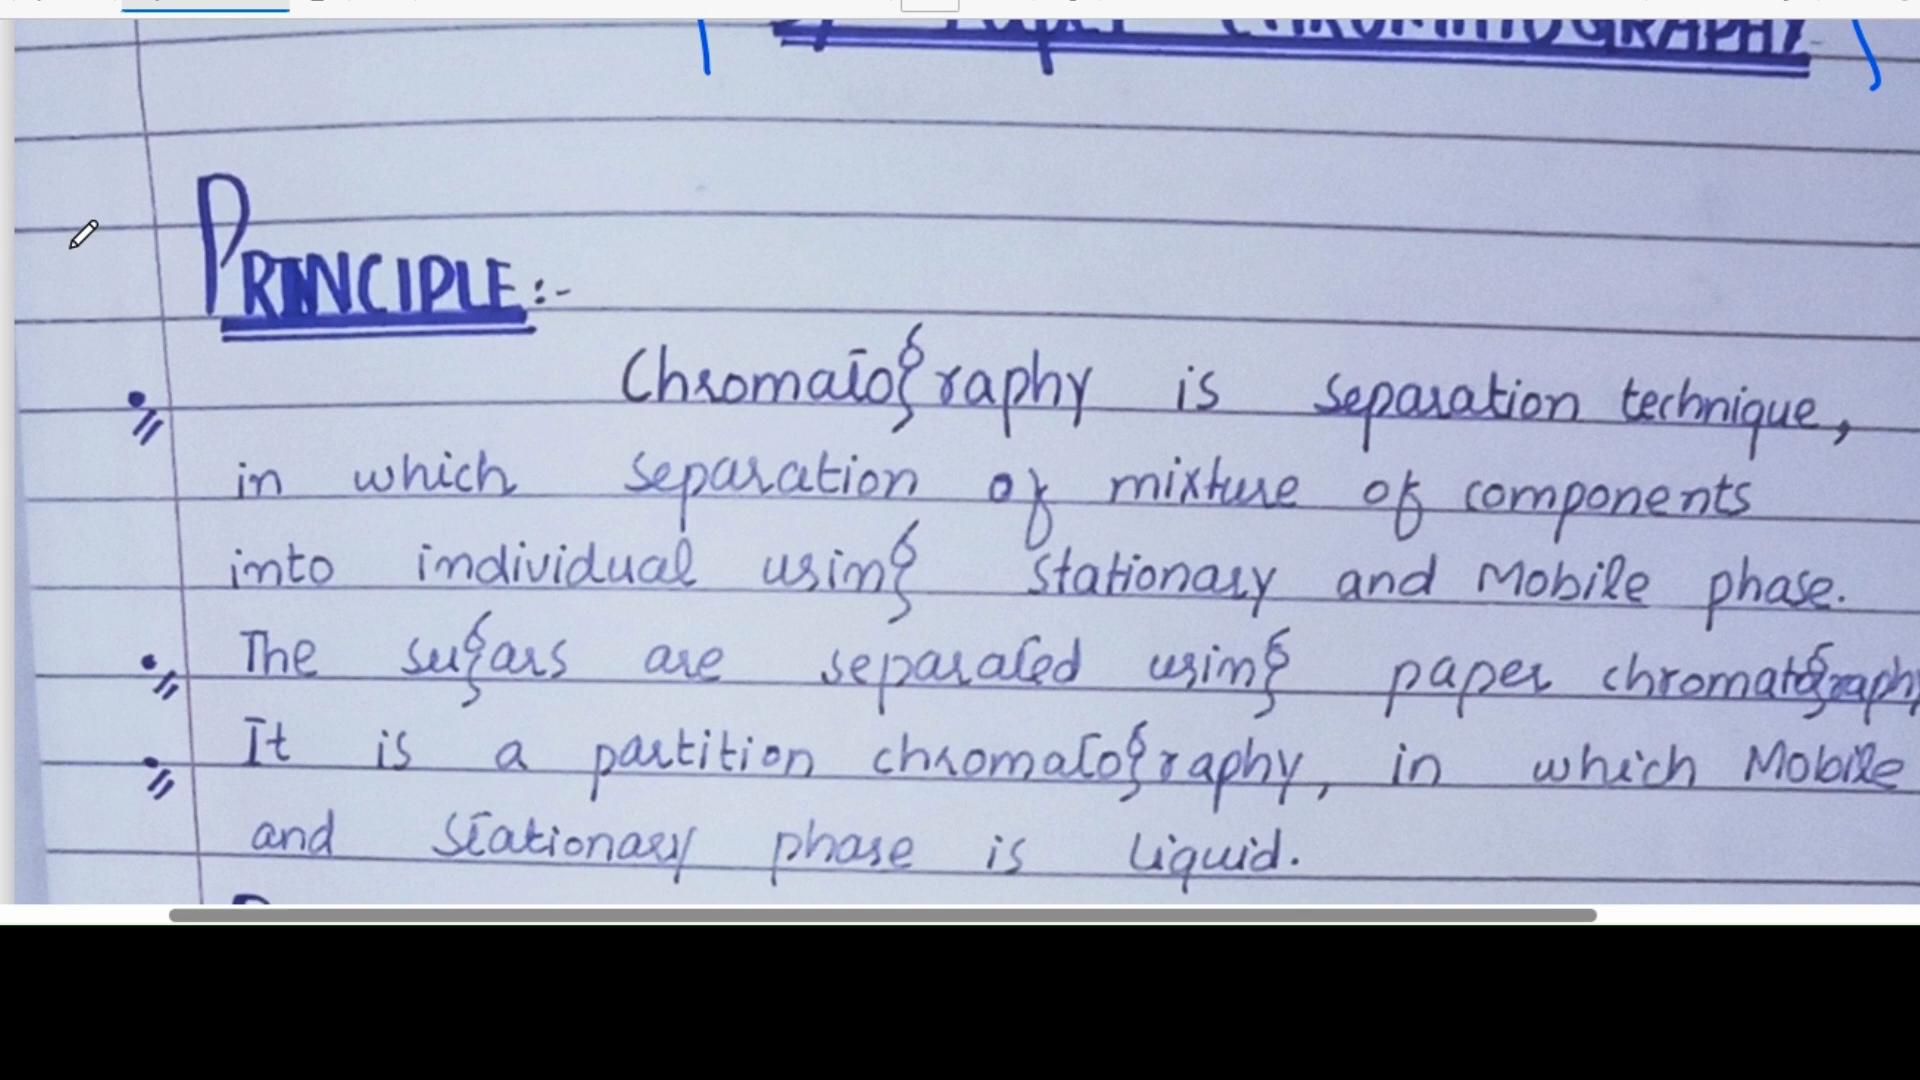 Paper CHROMATOGRAPHY
PRINCIPLE:-
Chromatography is separation technique,
in which separation of mixture of components
into individual using stationary and Mobile phase.
The sugars are separated using paper chromatography
It is a partition chromatography, in which Mobile
and stationary phase is liquid.